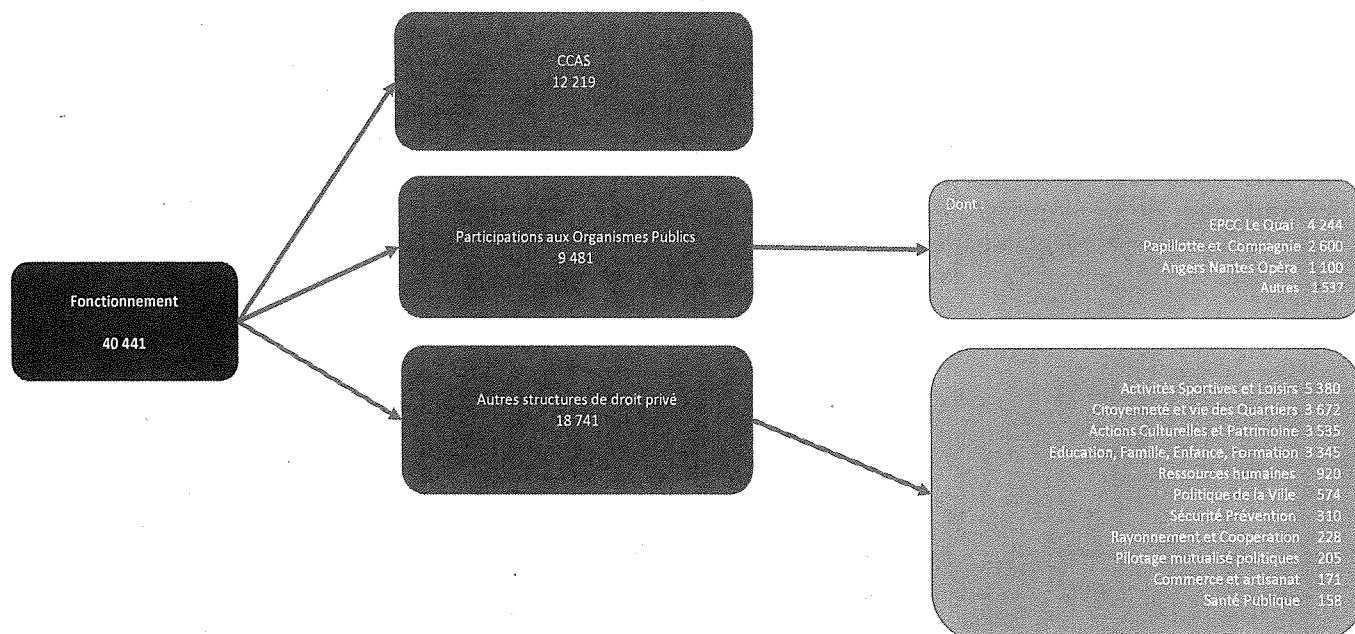 CCAS
12 219
Participations aux Organismes Publics
9 481
Dont :
EPCC Le Quai 4 244
Papillotte et Compagnie 2 600
Angers Nantes Opéra 1 100
Autres 1 537
Fonctionnement
40 441
Autres structures de droit privé
18 741
Activités Sportives et Loisirs 5 380
Citoyenneté et vie des Quartiers 3 672
Actions Culturelles et Patrimoine 3 535
Education, Famille, Enfance, Formation 3 345
Ressources humaines 920
Politique de la Ville 574
Sécurité Prévention 310
Rayonnement et Coopération 228
Pilotage mutualisé politiques 205
Commerce et artisanat 171
Santé Publique 158